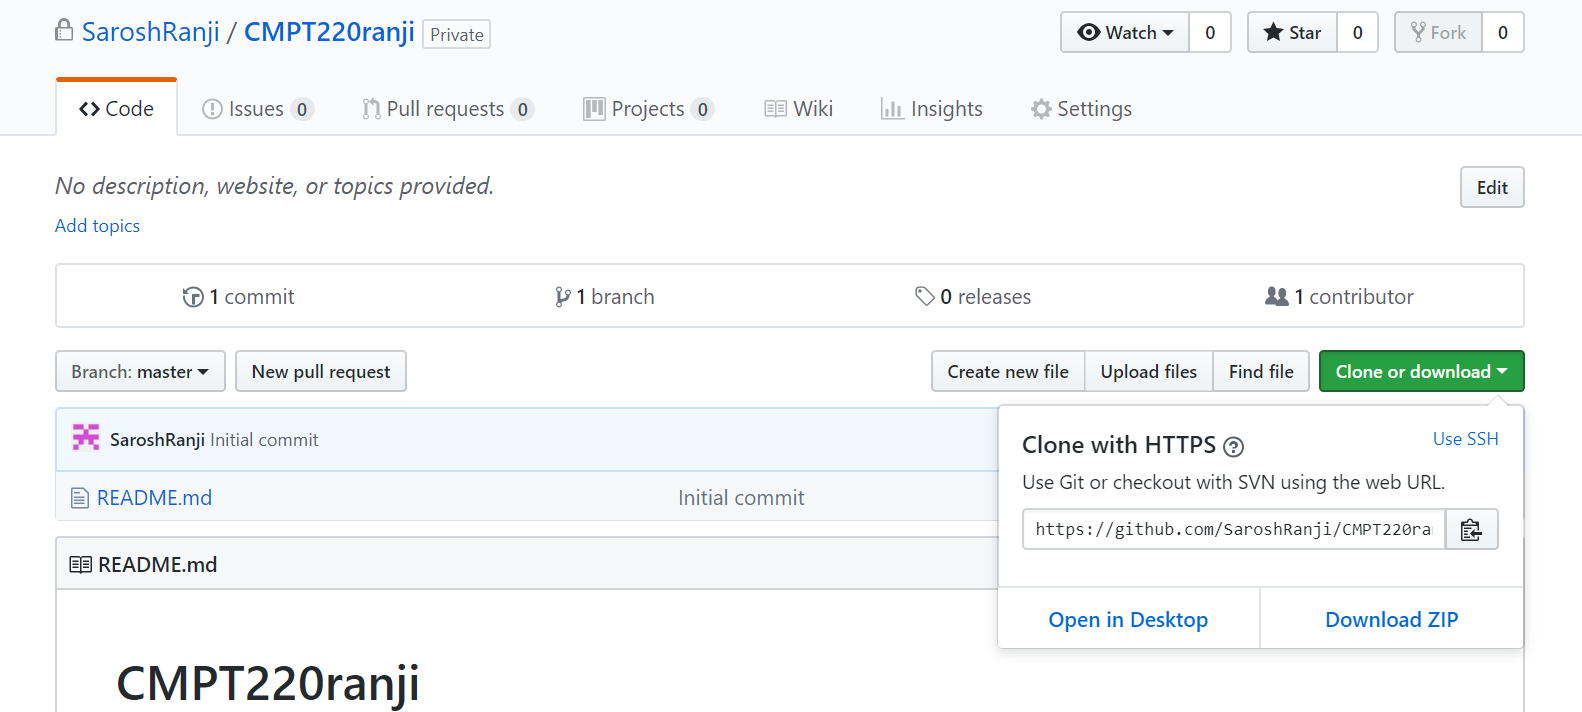 SaroshRanji / CMPT220ranji Private Watch 0 Star 0 Fork 0
Code Issues 0 Pull requests 0 Projects 0 Wiki Insights Settings
No description, website, or topics provided. Edit
Add topics
1 commit 1 branch 0 releases 1 contributor
Branch: master New pull request Create new file Upload files Find file Clone or download
SaroshRanji Initial commit
README.md Initial commit
Clone with HTTPS ? Use SSH
Use Git or checkout with SVN using the web URL.
https://github.com/SaroshRanji/CMPT220ra
Open in Desktop Download ZIP
README.md
CMPT220ranji